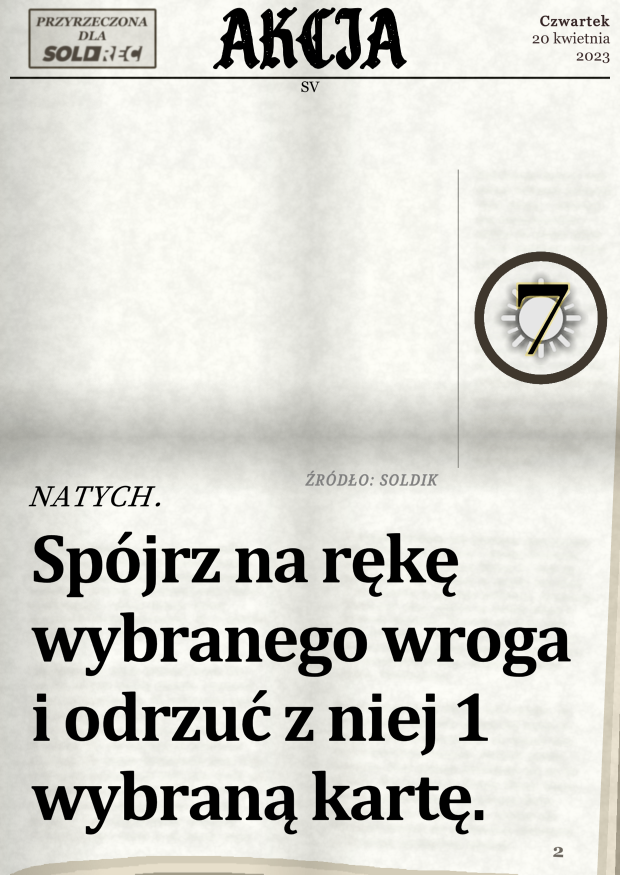 PRZYRZECZONA
DLA
SOLDREC
AKCJA
Czwartek
20 kwietnia
2023
SV
7
ŹRÓDŁO: SOLDIK
NATYCH.
Spójrz na rękę
wybranego wroga
i odrzuć z niej 1
wybraną kartę.
2